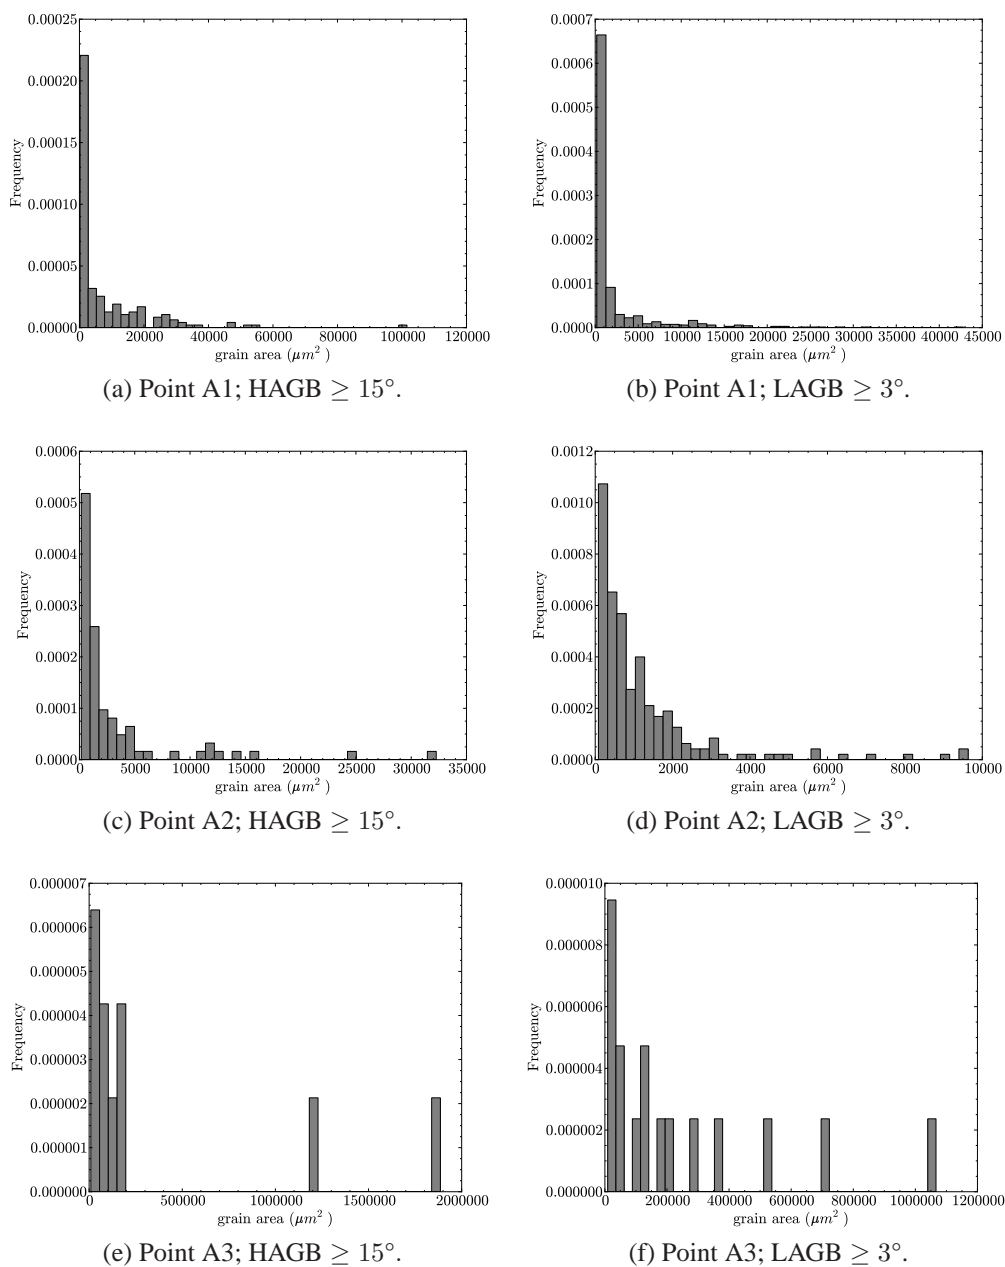 0.00025
0.00020
0.00015
0.00010
0.00005
0.00000
Frequency
0 20000 40000 60000 80000 100000 120000
grain area (μm²)
(a) Point A1; HAGB ≥ 15°.
0.0007
0.0006
0.0005
0.0004
0.0003
0.0002
0.0001
0.0000
Frequency
0 5000 10000 15000 20000 25000 30000 35000 40000 45000
grain area (μm²)
(b) Point A1; LAGB ≥ 3°.
0.0006
0.0005
0.0004
0.0003
0.0002
0.0001
0.0000
Frequency
0 5000 10000 15000 20000 25000 30000 35000
grain area (μm²)
(c) Point A2; HAGB ≥ 15°.
0.0012
0.0010
0.0008
0.0006
0.0004
0.0002
0.0000
Frequency
0 2000 4000 6000 8000 10000
grain area (μm²)
(d) Point A2; LAGB ≥ 3°.
0.000007
0.000006
0.000005
0.000004
0.000003
0.000002
0.000001
0.000000
Frequency
0 500000 1000000 1500000 2000000
grain area (μm²)
(e) Point A3; HAGB ≥ 15°.
0.000010
0.000008
0.000006
0.000004
0.000002
0.000000
Frequency
0 200000 400000 600000 800000 1000000 1200000
grain area (μm²)
(f) Point A3; LAGB ≥ 3°.